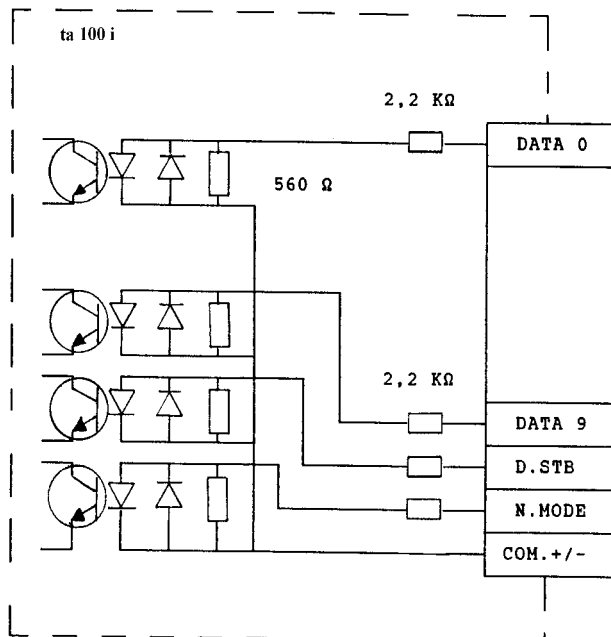 ta 100 i
2,2 KΩ
DATA 0
560 Ω
2,2 KΩ
DATA 9
D.STB
N.MODE
COM.+/-